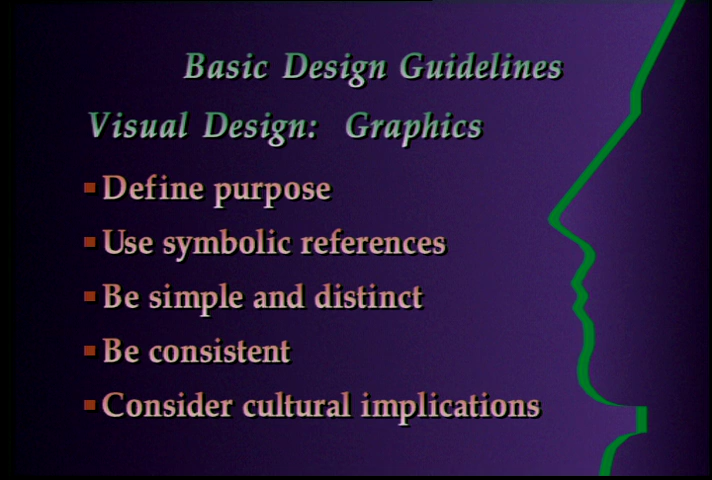 Basic Design Guidelines
Visual Design: Graphics
Define purpose
Use symbolic references
Be simple and distinct
Be consistent
Consider cultural implications